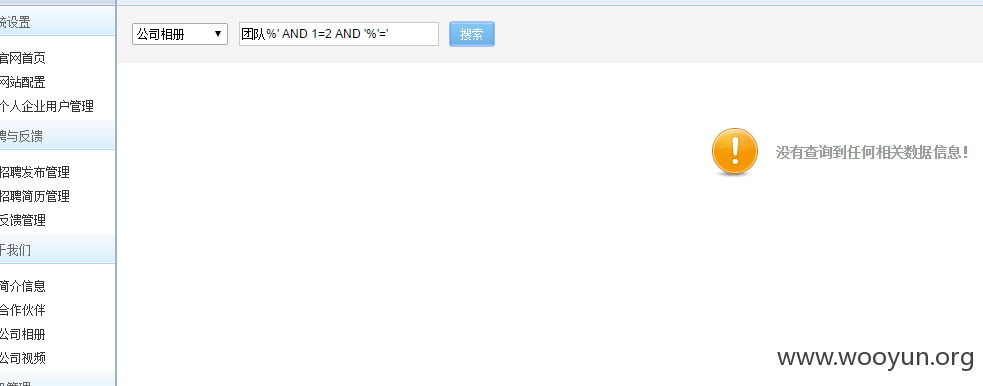 统设置
官网首页
网站配置
个人企业用户管理
聘与反馈
招聘发布管理
招聘简历管理
反馈管理
于我们
简介信息
合作伙伴
公司相册
公司视频
公司相册
团队%' AND 1=2 AND '%'='
搜索
没有查询到任何相关数据信息！
www.wooyun.org